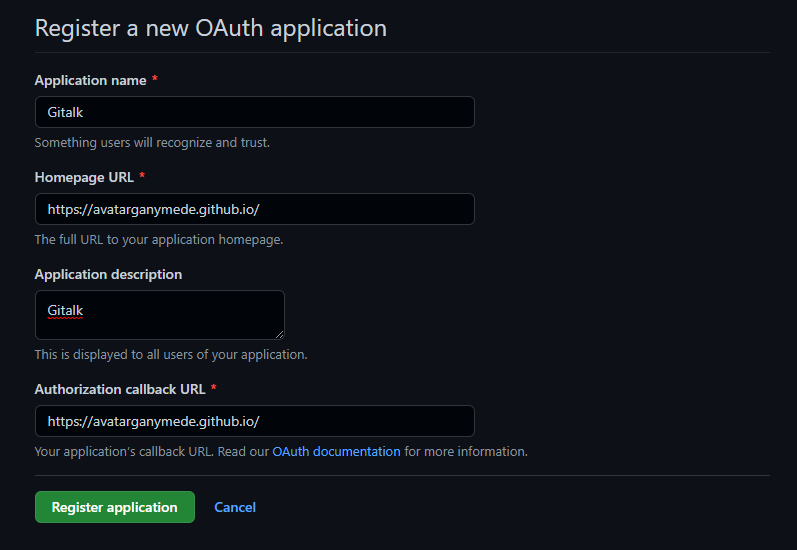 Register a new OAuth application
Application name *
Gitalk
Something users will recognize and trust.
Homepage URL *
https://avatarganymede.github.io/
The full URL to your application homepage.
Application description
Gitalk
This is displayed to all users of your application.
Authorization callback URL *
https://avatarganymede.github.io/
Your application's callback URL. Read our OAuth documentation for more information.
Register application Cancel